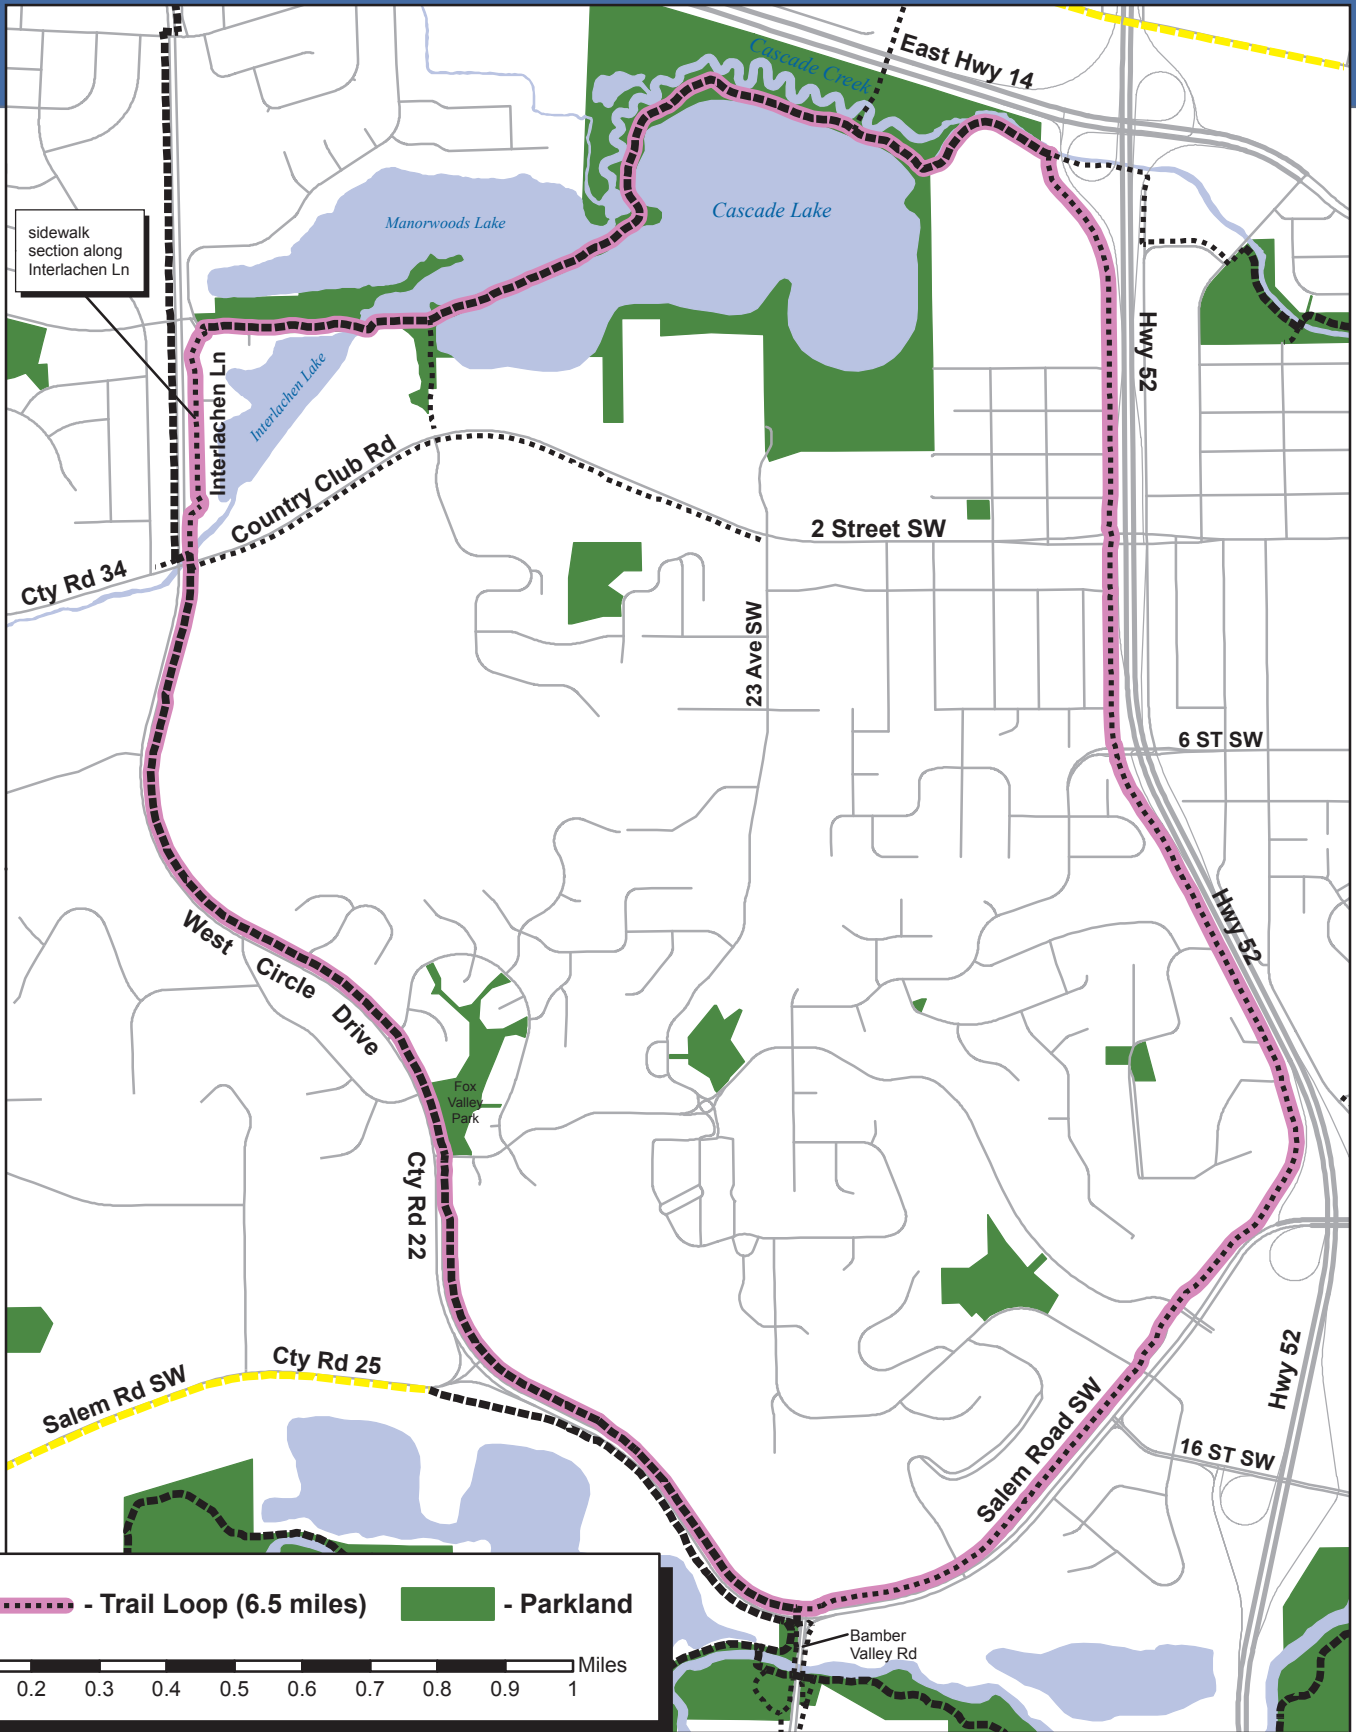 East Hwy 14
Cascade Creek
Cascade Lake
Manorwoods Lake
sidewalk
section along
Interlachen Ln
Interlachen Ln
Interlachen Lake
Hwy 52
Country Club Rd
2 Street SW
Cty Rd 34
23 Ave SW
6 ST SW
Hwy 52
West Circle Drive
Fox
Valley
Park
Cty Rd 22
Cty Rd 25
Salem Rd SW
Hwy 52
Salem Road SW
16 ST SW
- Trail Loop (6.5 miles)
- Parkland
Bamber
Valley Rd
Miles
0.2 0.3 0.4 0.5 0.6 0.7 0.8 0.9 1